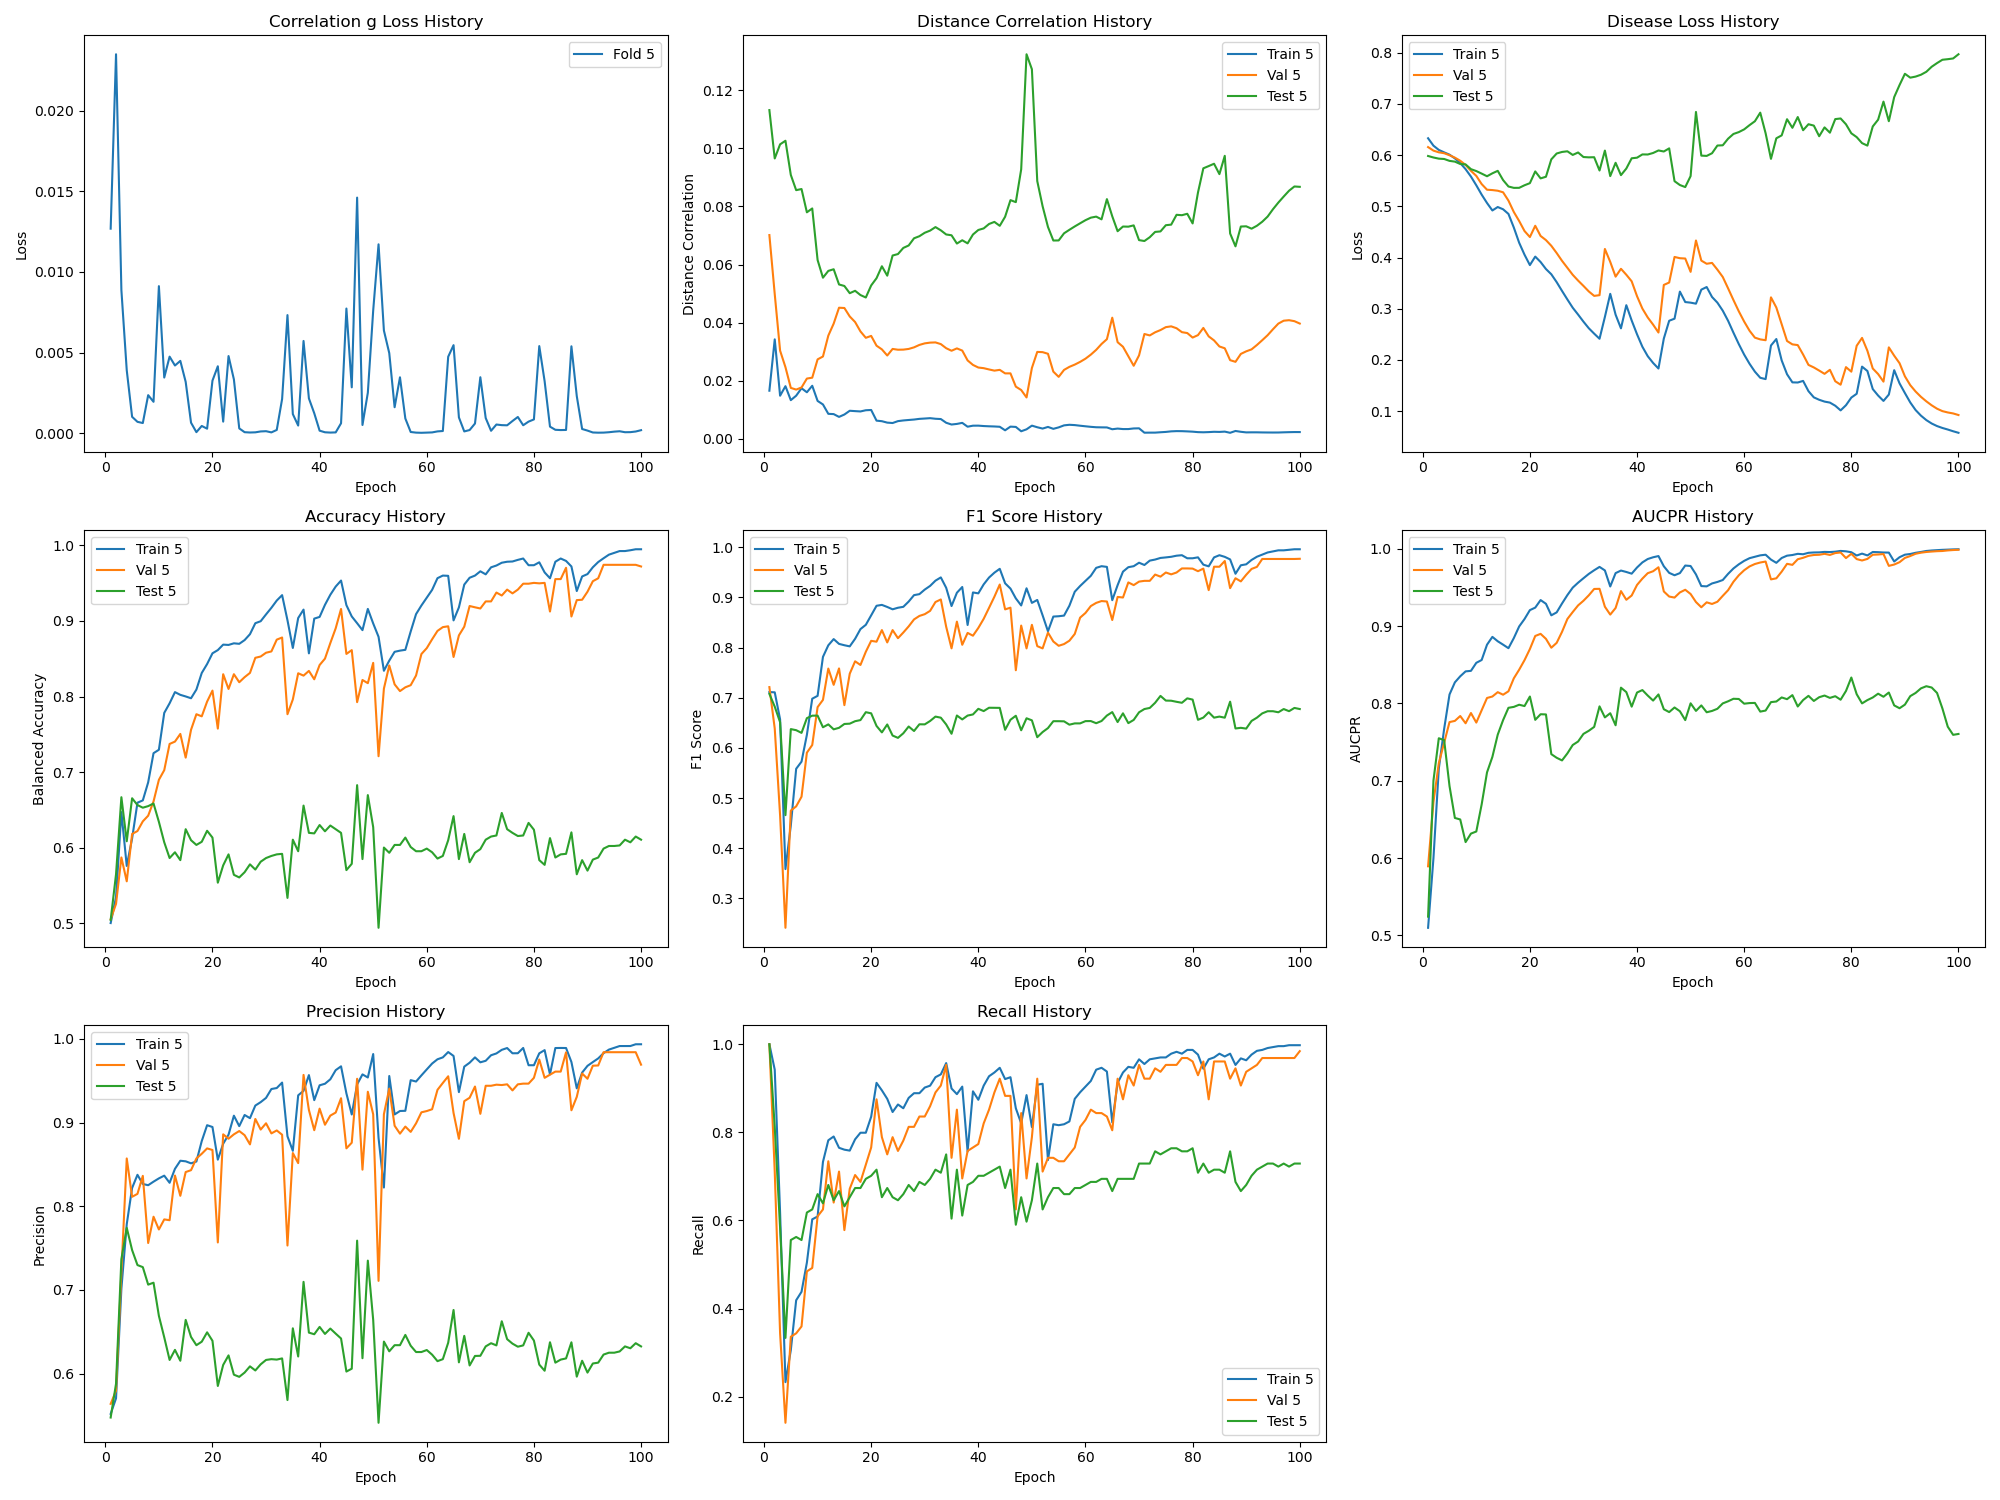 Correlation g Loss History
Fold 5
Loss
0.020
0.015
0.010
0.005
0.000
0 20 40 60 80 100
Epoch
Distance Correlation History
Train 5
Val 5
Test 5
Distance Correlation
0.12
0.10
0.08
0.06
0.04
0.02
0.00
0 20 40 60 80 100
Epoch
Disease Loss History
Train 5
Val 5
Test 5
Loss
0.8
0.7
0.6
0.5
0.4
0.3
0.2
0.1
0 20 40 60 80 100
Epoch
Accuracy History
Train 5
Val 5
Test 5
Balanced Accuracy
1.0
0.9
0.8
0.7
0.6
0.5
0 20 40 60 80 100
Epoch
F1 Score History
Train 5
Val 5
Test 5
F1 Score
1.0
0.9
0.8
0.7
0.6
0.5
0.4
0.3
0 20 40 60 80 100
Epoch
AUCPR History
Train 5
Val 5
Test 5
AUCPR
1.0
0.9
0.8
0.7
0.6
0.5
0 20 40 60 80 100
Epoch
Precision History
Train 5
Val 5
Test 5
Precision
1.0
0.9
0.8
0.7
0.6
0 20 40 60 80 100
Epoch
Recall History
Recall
1.0
0.8
0.6
0.4
0.2
Train 5
Val 5
Test 5
0 20 40 60 80 100
Epoch